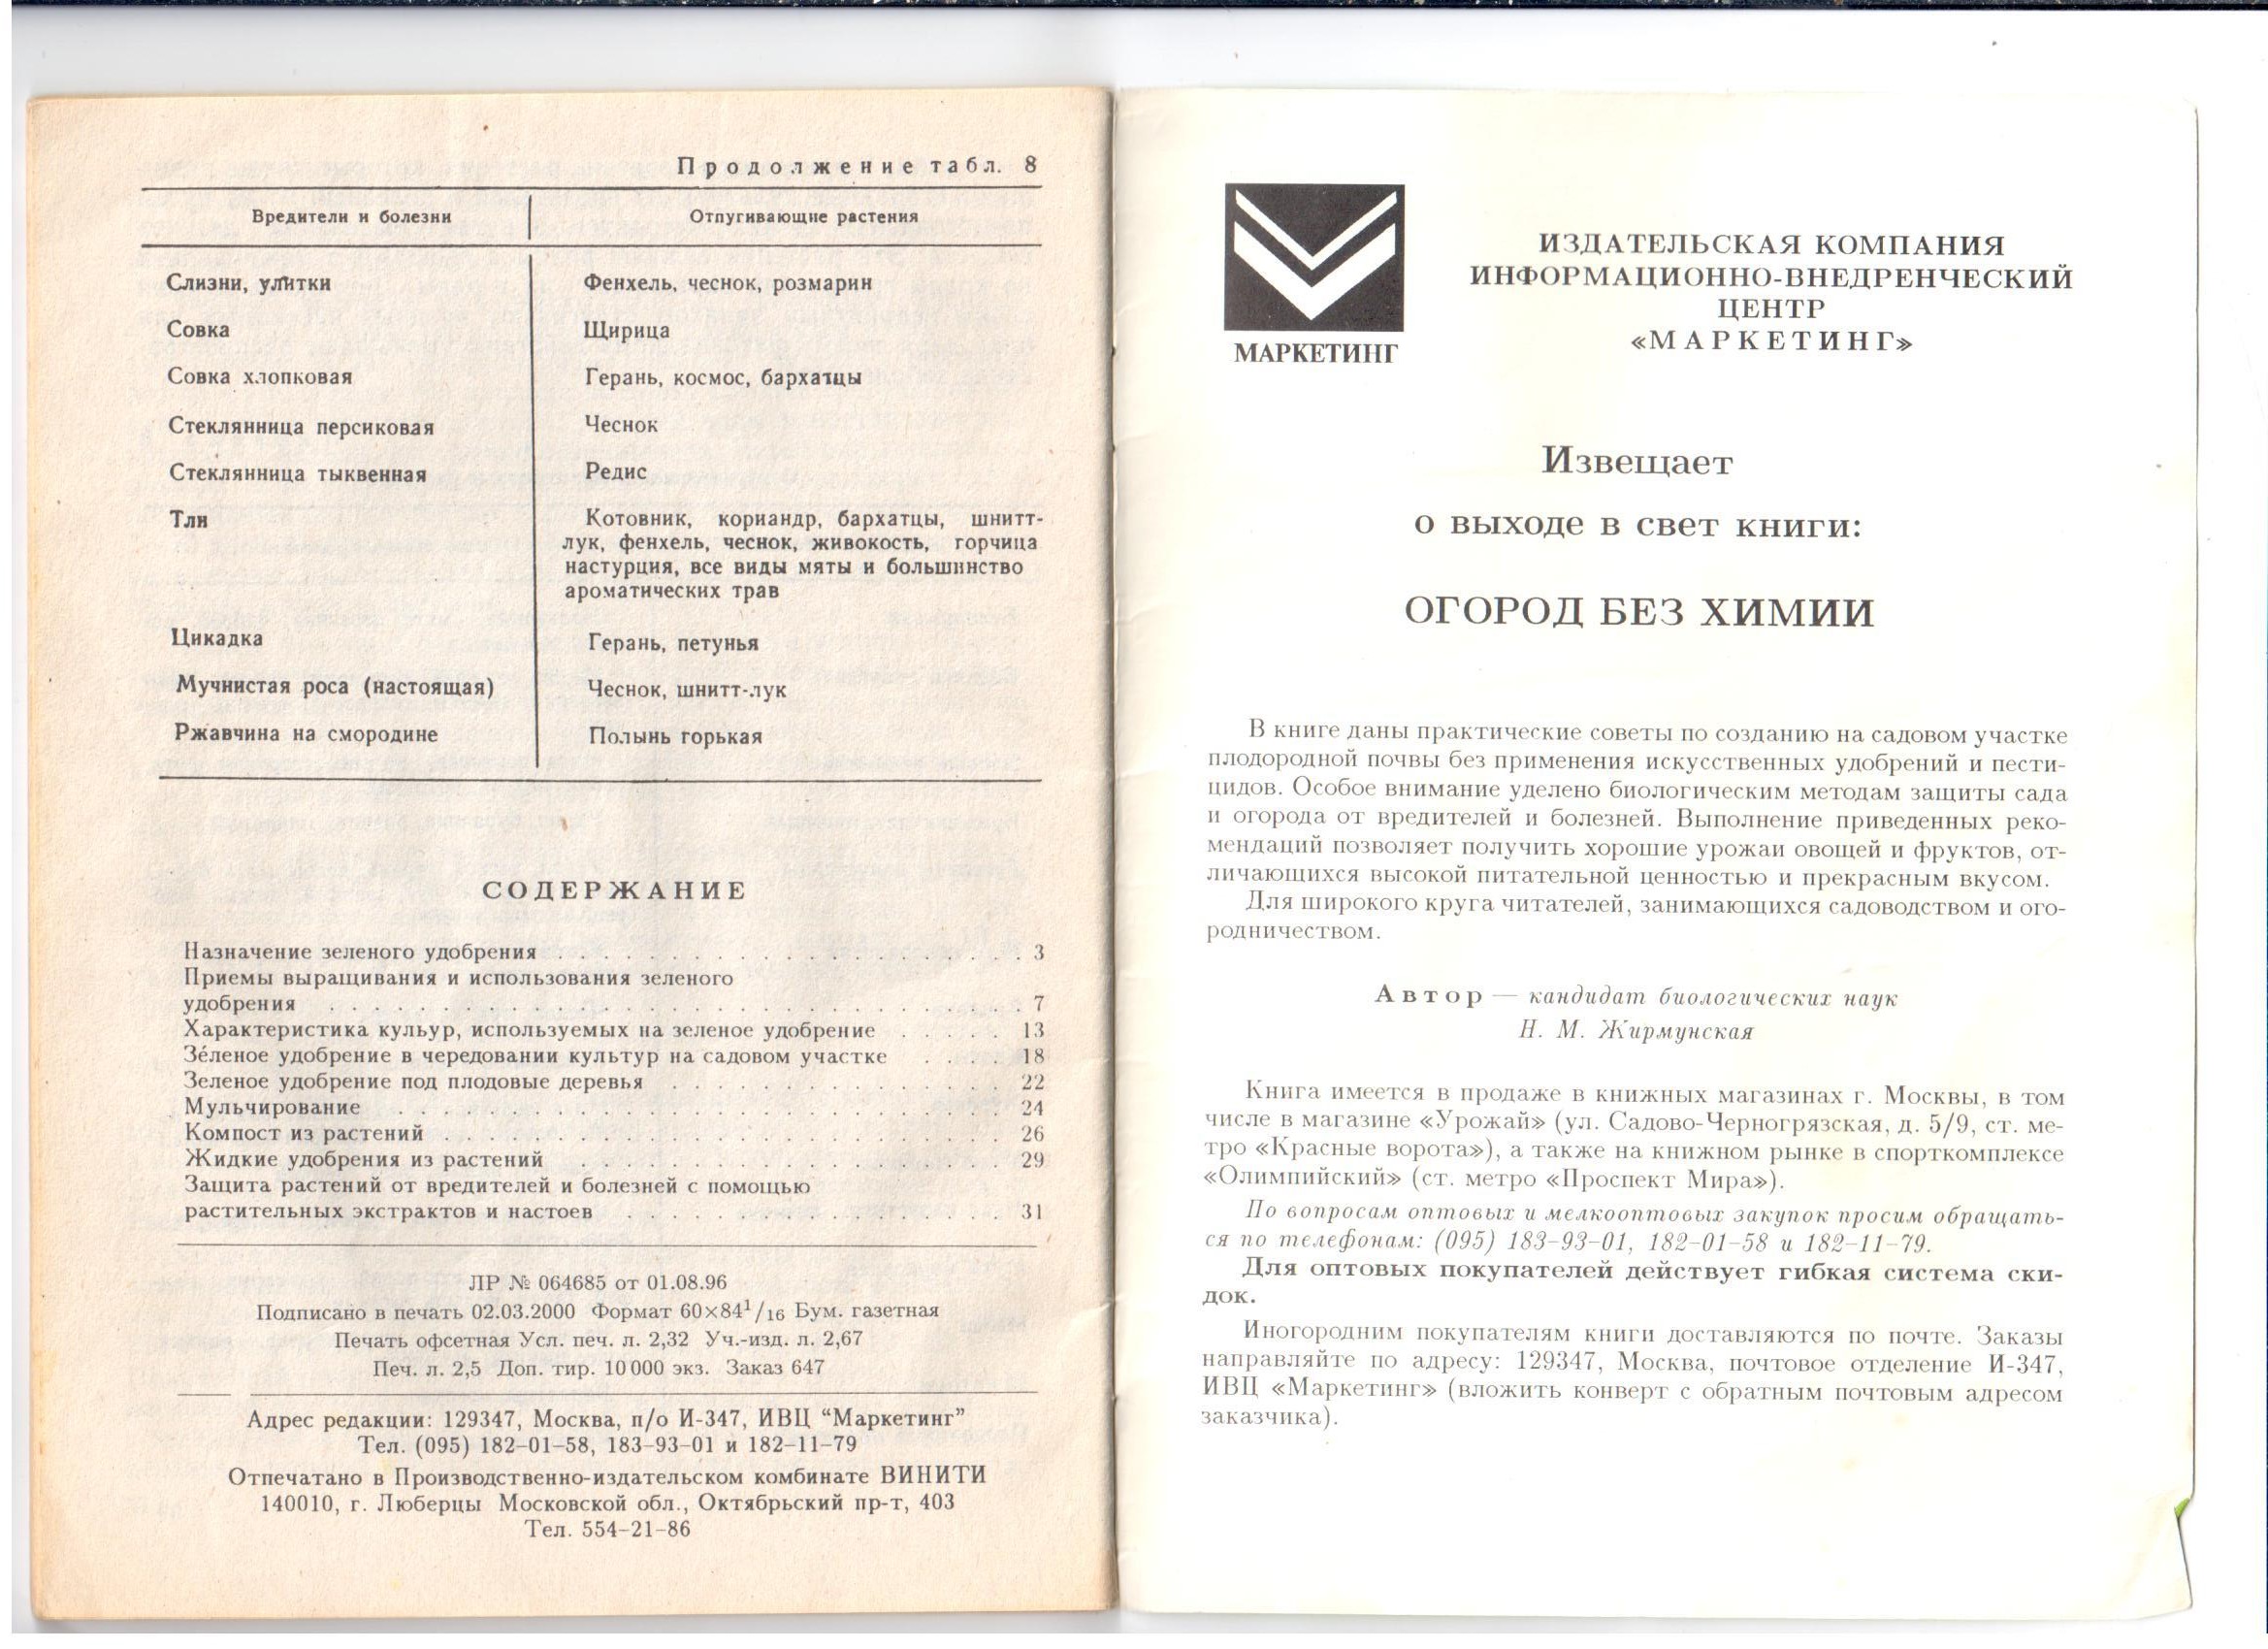 Продолжение табл. 8
Вредители и болезни Отпугивающие растения
Слизни, улитки Фенхель, чеснок, розмарин
Совка Щирица
Совка хлопковая Герань, космос, бархатцы
Стеклянница персиковая Чеснок
Стеклянница тыквенная Редис
Тли Котовник, кориандр, бархатцы, шнитт-
лук, фенхель, чеснок, живокость, горчица
настурция, все виды мяты и большинство
ароматических трав
Цикадка Герань, петунья
Мучнистая роса (настоящая) Чеснок, шнитт-лук
Ржавчина на смородине Полынь горькая
СОДЕРЖАНИЕ
Назначение зеленого удобрения . . . . . . . . . . . . . . . . . . . . . 3
Приемы выращивания и использования зеленого
удобрения . . . . . . . . . . . . . . . . . . . . . . . . . . . . . . . 7
Характеристика кульур, используемых на зеленое удобрение . . . . . 13
Зéленое удобрение в чередовании культур на садовом участке . . . . 18
Зеленое удобрение под плодовые деревья . . . . . . . . . . . . . . . 22
Мульчирование . . . . . . . . . . . . . . . . . . . . . . . . . . . 24
Компост из растений . . . . . . . . . . . . . . . . . . . . . . . . . 26
Жидкие удобрения из растений . . . . . . . . . . . . . . . . . . . 29
Защита растений от вредителей и болезней с помощью
растительных экстрактов и настоев . . . . . . . . . . . . . . . . . 31
ЛР № 064685 от 01.08.96
Подписано в печать 02.03.2000 Формат 60×84¹/₁₆ Бум. газетная
Печать офсетная Усл. печ. л. 2,32 Уч.-изд. л. 2,67
Печ. л. 2,5 Доп. тир. 10 000 экз. Заказ 647
Адрес редакции: 129347, Москва, п/о И-347, ИВЦ “Маркетинг”
Тел. (095) 182-01-58, 183-93-01 и 182-11-79
Отпечатано в Производственно-издательском комбинате ВИНИТИ
140010, г. Люберцы Московской обл., Октябрьский пр-т, 403
Тел. 554-21-86
МАРКЕТИНГ
ИЗДАТЕЛЬСКАЯ КОМПАНИЯ
ИНФОРМАЦИОННО-ВНЕДРЕНЧЕСКИЙ
ЦЕНТР
«МАРКЕТИНГ»
Извещает
о выходе в свет книги:
ОГОРОД БЕЗ ХИМИИ
В книге даны практические советы по созданию на садовом участке
плодородной почвы без применения искусственных удобрений и пести-
цидов. Особое внимание уделено биологическим методам защиты сада
и огорода от вредителей и болезней. Выполнение приведенных реко-
мендаций позволяет получить хорошие урожаи овощей и фруктов, от-
личающихся высокой питательной ценностью и прекрасным вкусом.
Для широкого круга читателей, занимающихся садоводством и ого-
родничеством.
Автор — кандидат биологических наук
Н. М. Жирмунская
Книга имеется в продаже в книжных магазинах г. Москвы, в том
числе в магазине «Урожай» (ул. Садово-Черногрязская, д. 5/9, ст. ме-
тро «Красные ворота»), а также на книжном рынке в спорткомплексе
«Олимпийский» (ст. метро «Проспект Мира»).
По вопросам оптовых и мелкооптовых закупок просим обращать-
ся по телефонам: (095) 183-93-01, 182-01-58 и 182-11-79.
Для оптовых покупателей действует гибкая система ски-
док.
Иногородним покупателям книги доставляются по почте. Заказы
направляйте по адресу: 129347, Москва, почтовое отделение И-347,
ИВЦ «Маркетинг» (вложить конверт с обратным почтовым адресом
заказчика).